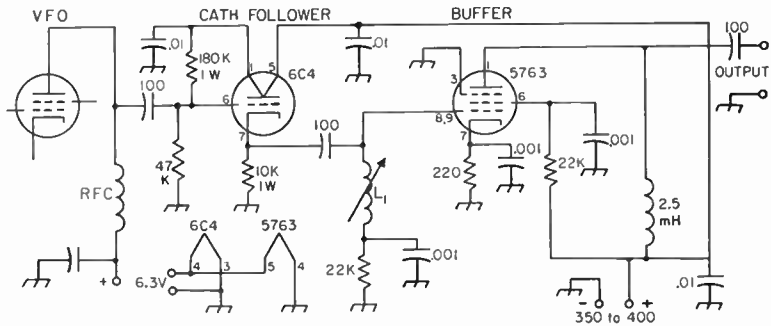 VFO
CATH FOLLOWER
BUFFER
.01
180K
1W
1
5
6C4
.01
100
6
7
47
K
10K
1W
100
RFC
+
L1
22K
.001
3
1
5763
8,9
6
7
220
.001
22K
.001
2.5
mH
.01
100
OUTPUT
6C4
5763
6.3V
4
3
5
4
-
+
350 to 400